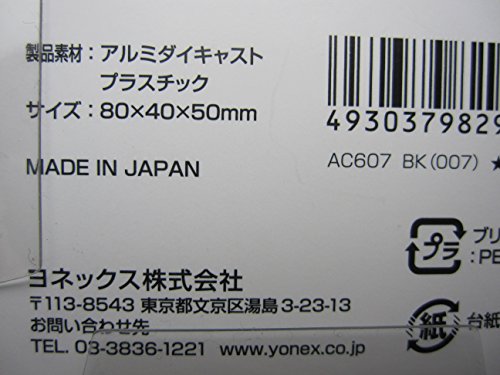 製品素材：アルミダイキャスト
プラスチック
サイズ：80×40×50mm
MADE IN JAPAN
4930379829
AC607 BK(007) ★
プラ
ブリ
:PE
ヨネックス株式会社
〒113-8543 東京都文京区湯島3-23-13
お問い合わせ先
TEL. 03-3836-1221 www.yonex.co.jp
紙
台紙